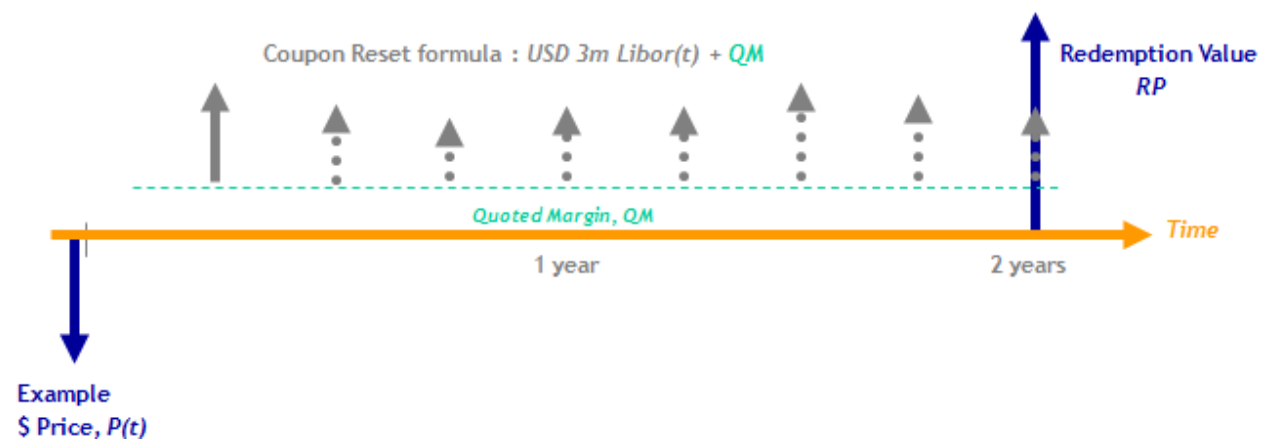 Coupon Reset formula : USD 3m Libor(t) + QM
Redemption Value
RP
Quoted Margin, QM
Time
1 year
2 years
Example
$ Price, P(t)